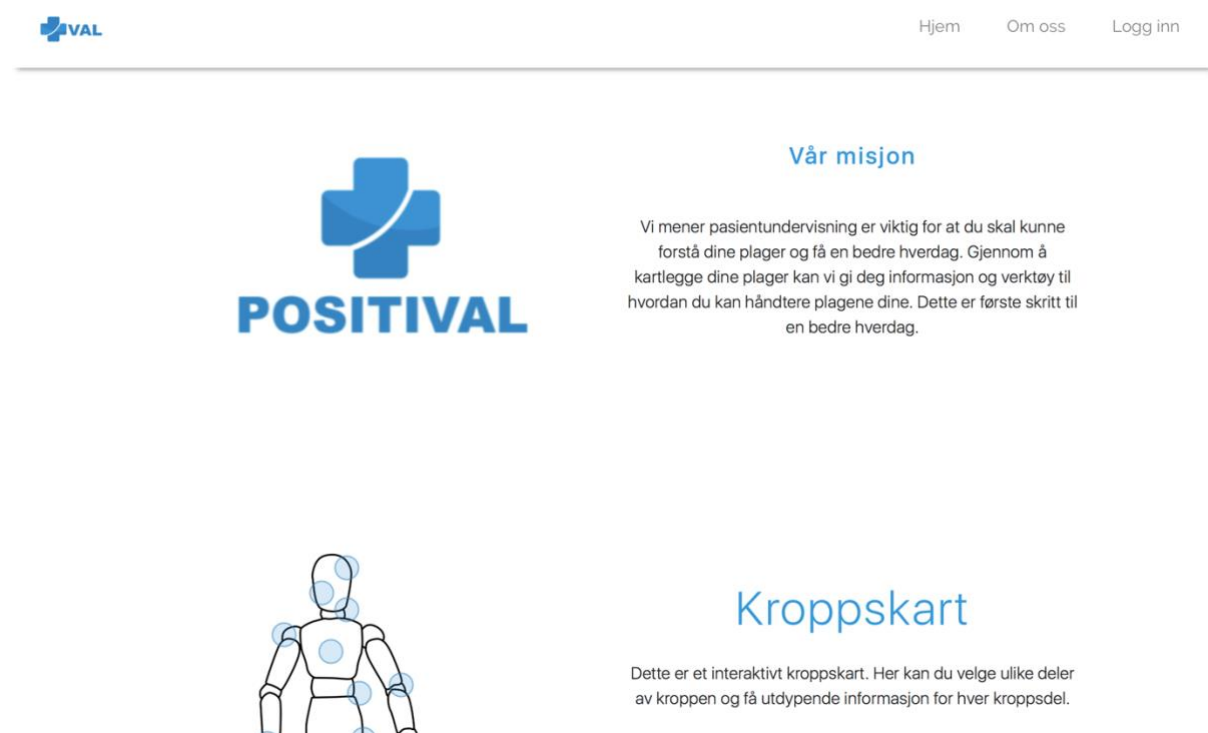 VAL
Hjem Om oss Logg inn
POSITIVAL
Vår misjon
Vi mener pasientundervisning er viktig for at du skal kunne
forstå dine plager og få en bedre hverdag. Gjennom å
kartlegge dine plager kan vi gi deg informasjon og verktøy til
hvordan du kan håndtere plagene dine. Dette er første skritt til
en bedre hverdag.
Kroppskart
Dette er et interaktivt kroppskart. Her kan du velge ulike deler
av kroppen og få utdypende informasjon for hver kroppsdel.